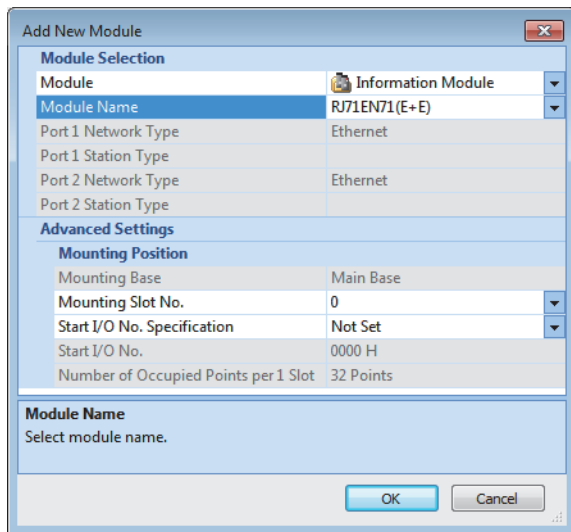 Add New Module
Module Selection
Module Information Module
Module Name RJ71EN71(E+E)
Port 1 Network Type Ethernet
Port 1 Station Type
Port 2 Network Type Ethernet
Port 2 Station Type
Advanced Settings
Mounting Position
Mounting Base Main Base
Mounting Slot No. 0
Start I/O No. Specification Not Set
Start I/O No. 0000 H
Number of Occupied Points per 1 Slot 32 Points
Module Name
Select module name.
OK Cancel